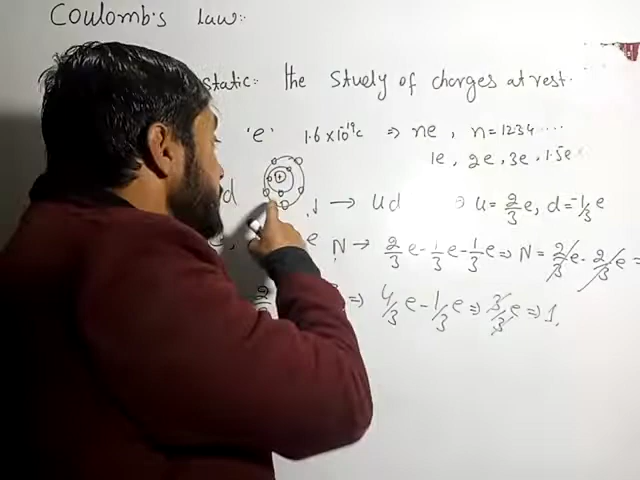 Coulomb's law:-
static:- the study of charges at rest.
'e' 1.6×10⁻¹⁹c ⇒ ne, n=1234....
1e, 2e, 3e, 1.5e
d → ud ⇒ u=2/3e, d=-1/3e
e N → 2/3e-1/3e-1/3e ⇒ N = 2/3e - 2/3e =
⇒ 4/3e-1/3e ⇒ 3/3e ⇒ 1.